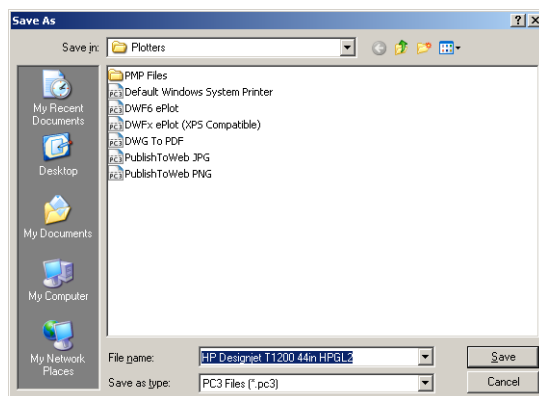 Save As
Save in: Plotters
My Recent Documents
Desktop
My Documents
My Computer
My Network Places
PMP Files
Default Windows System Printer
DWF6 ePlot
DWFx ePlot (XPS Compatible)
DWG To PDF
PublishToWeb JPG
PublishToWeb PNG
File name: HP Designjet T1200 44in HPGL2
Save
Save as type: PC3 Files (*.pc3)
Cancel